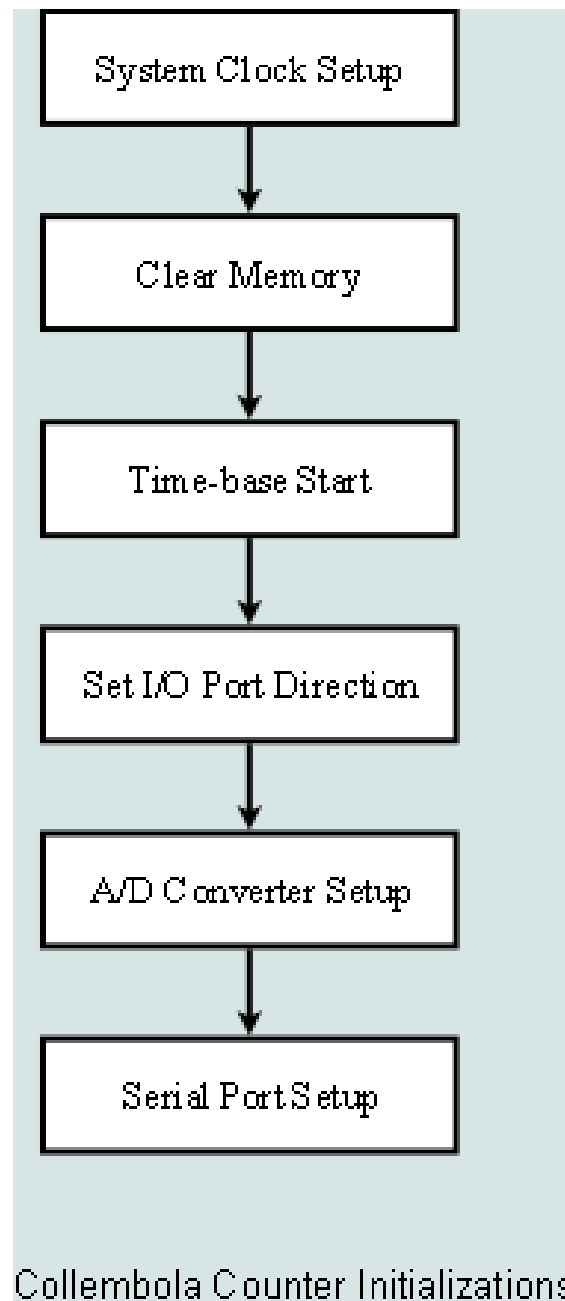 System Clock Setup
Clear Memory
Time-base Start
Set I/O Port Direction
A/D Converter Setup
Serial Port Setup
Collembola Counter Initializations